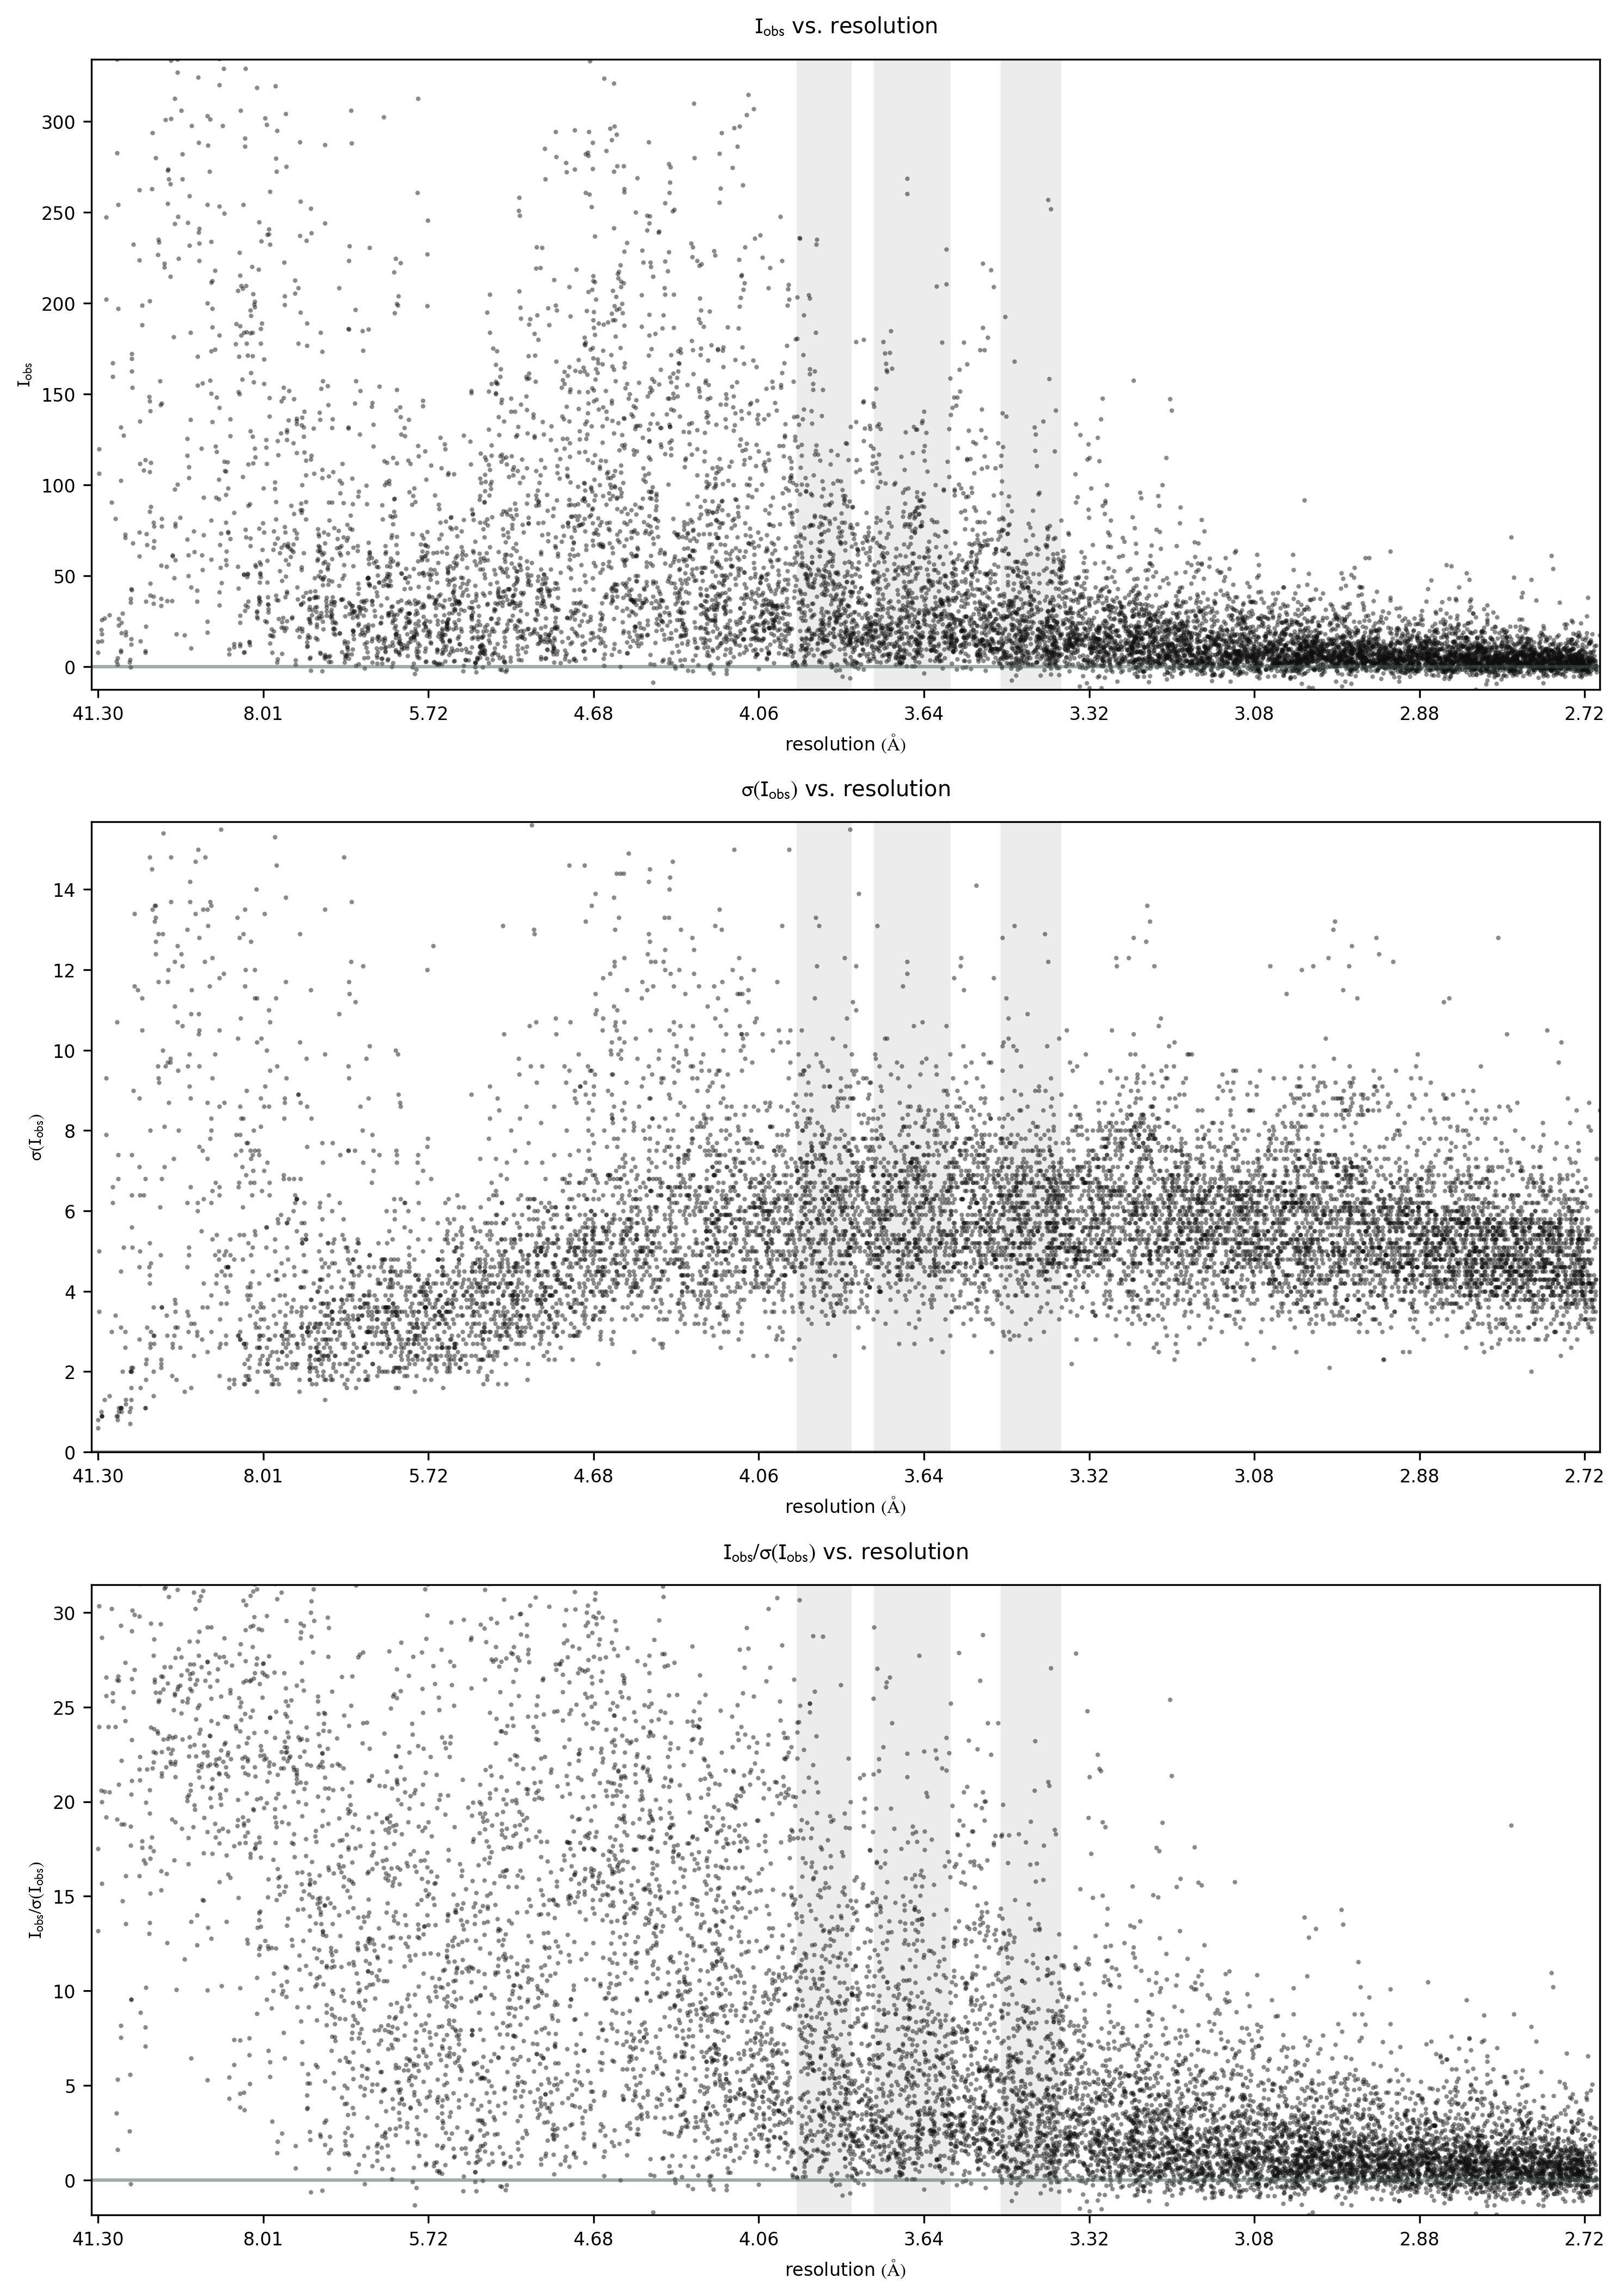 Iobs vs. resolution
Iobs
300
250
200
150
100
50
0
41.30 8.01 5.72 4.68 4.06 3.64 3.32 3.08 2.88 2.72
resolution (Å)
σ(Iobs) vs. resolution
σ(Iobs)
14
12
10
8
6
4
2
0
41.30 8.01 5.72 4.68 4.06 3.64 3.32 3.08 2.88 2.72
resolution (Å)
Iobs/σ(Iobs) vs. resolution
Iobs/σ(Iobs)
30
25
20
15
10
5
0
41.30 8.01 5.72 4.68 4.06 3.64 3.32 3.08 2.88 2.72
resolution (Å)